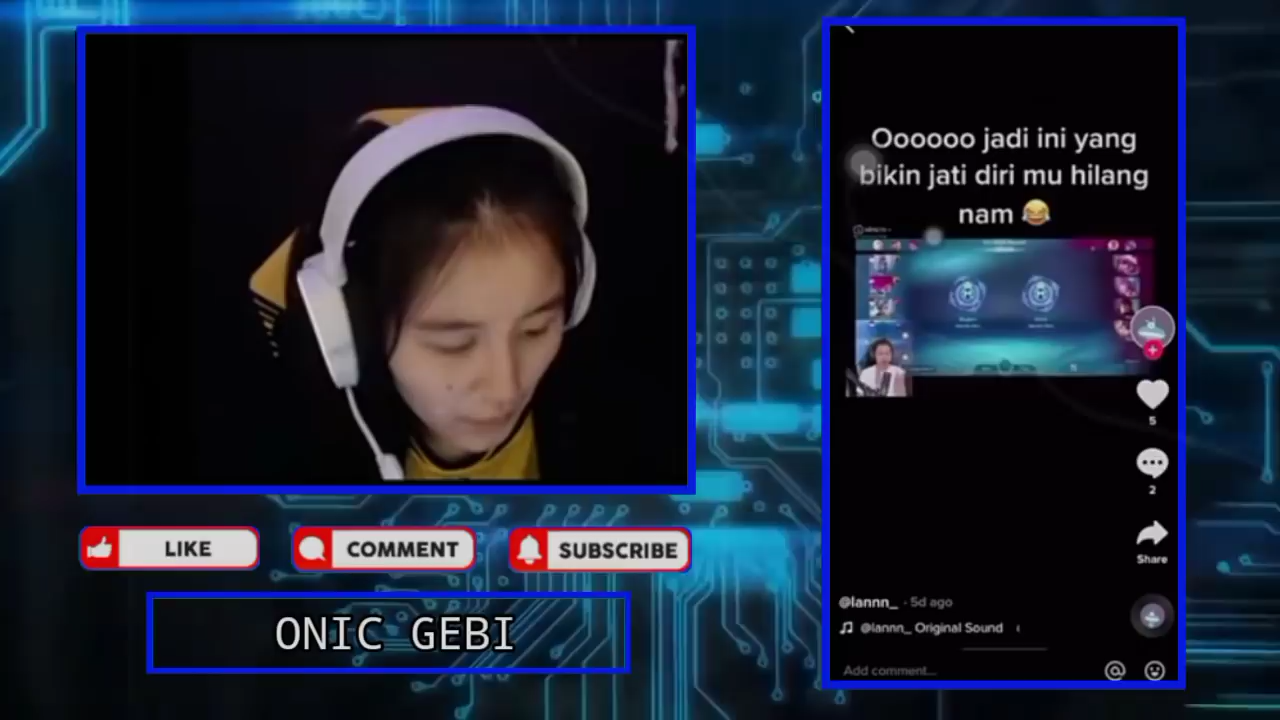 Oooooo jadi ini yang
bikin jati diri mu hilang
nam 😂
5
2
Share
LIKE
COMMENT
SUBSCRIBE
ONIC GEBI
@lannn_ · 5d ago
@lannn_ Original Sound
Add comment...